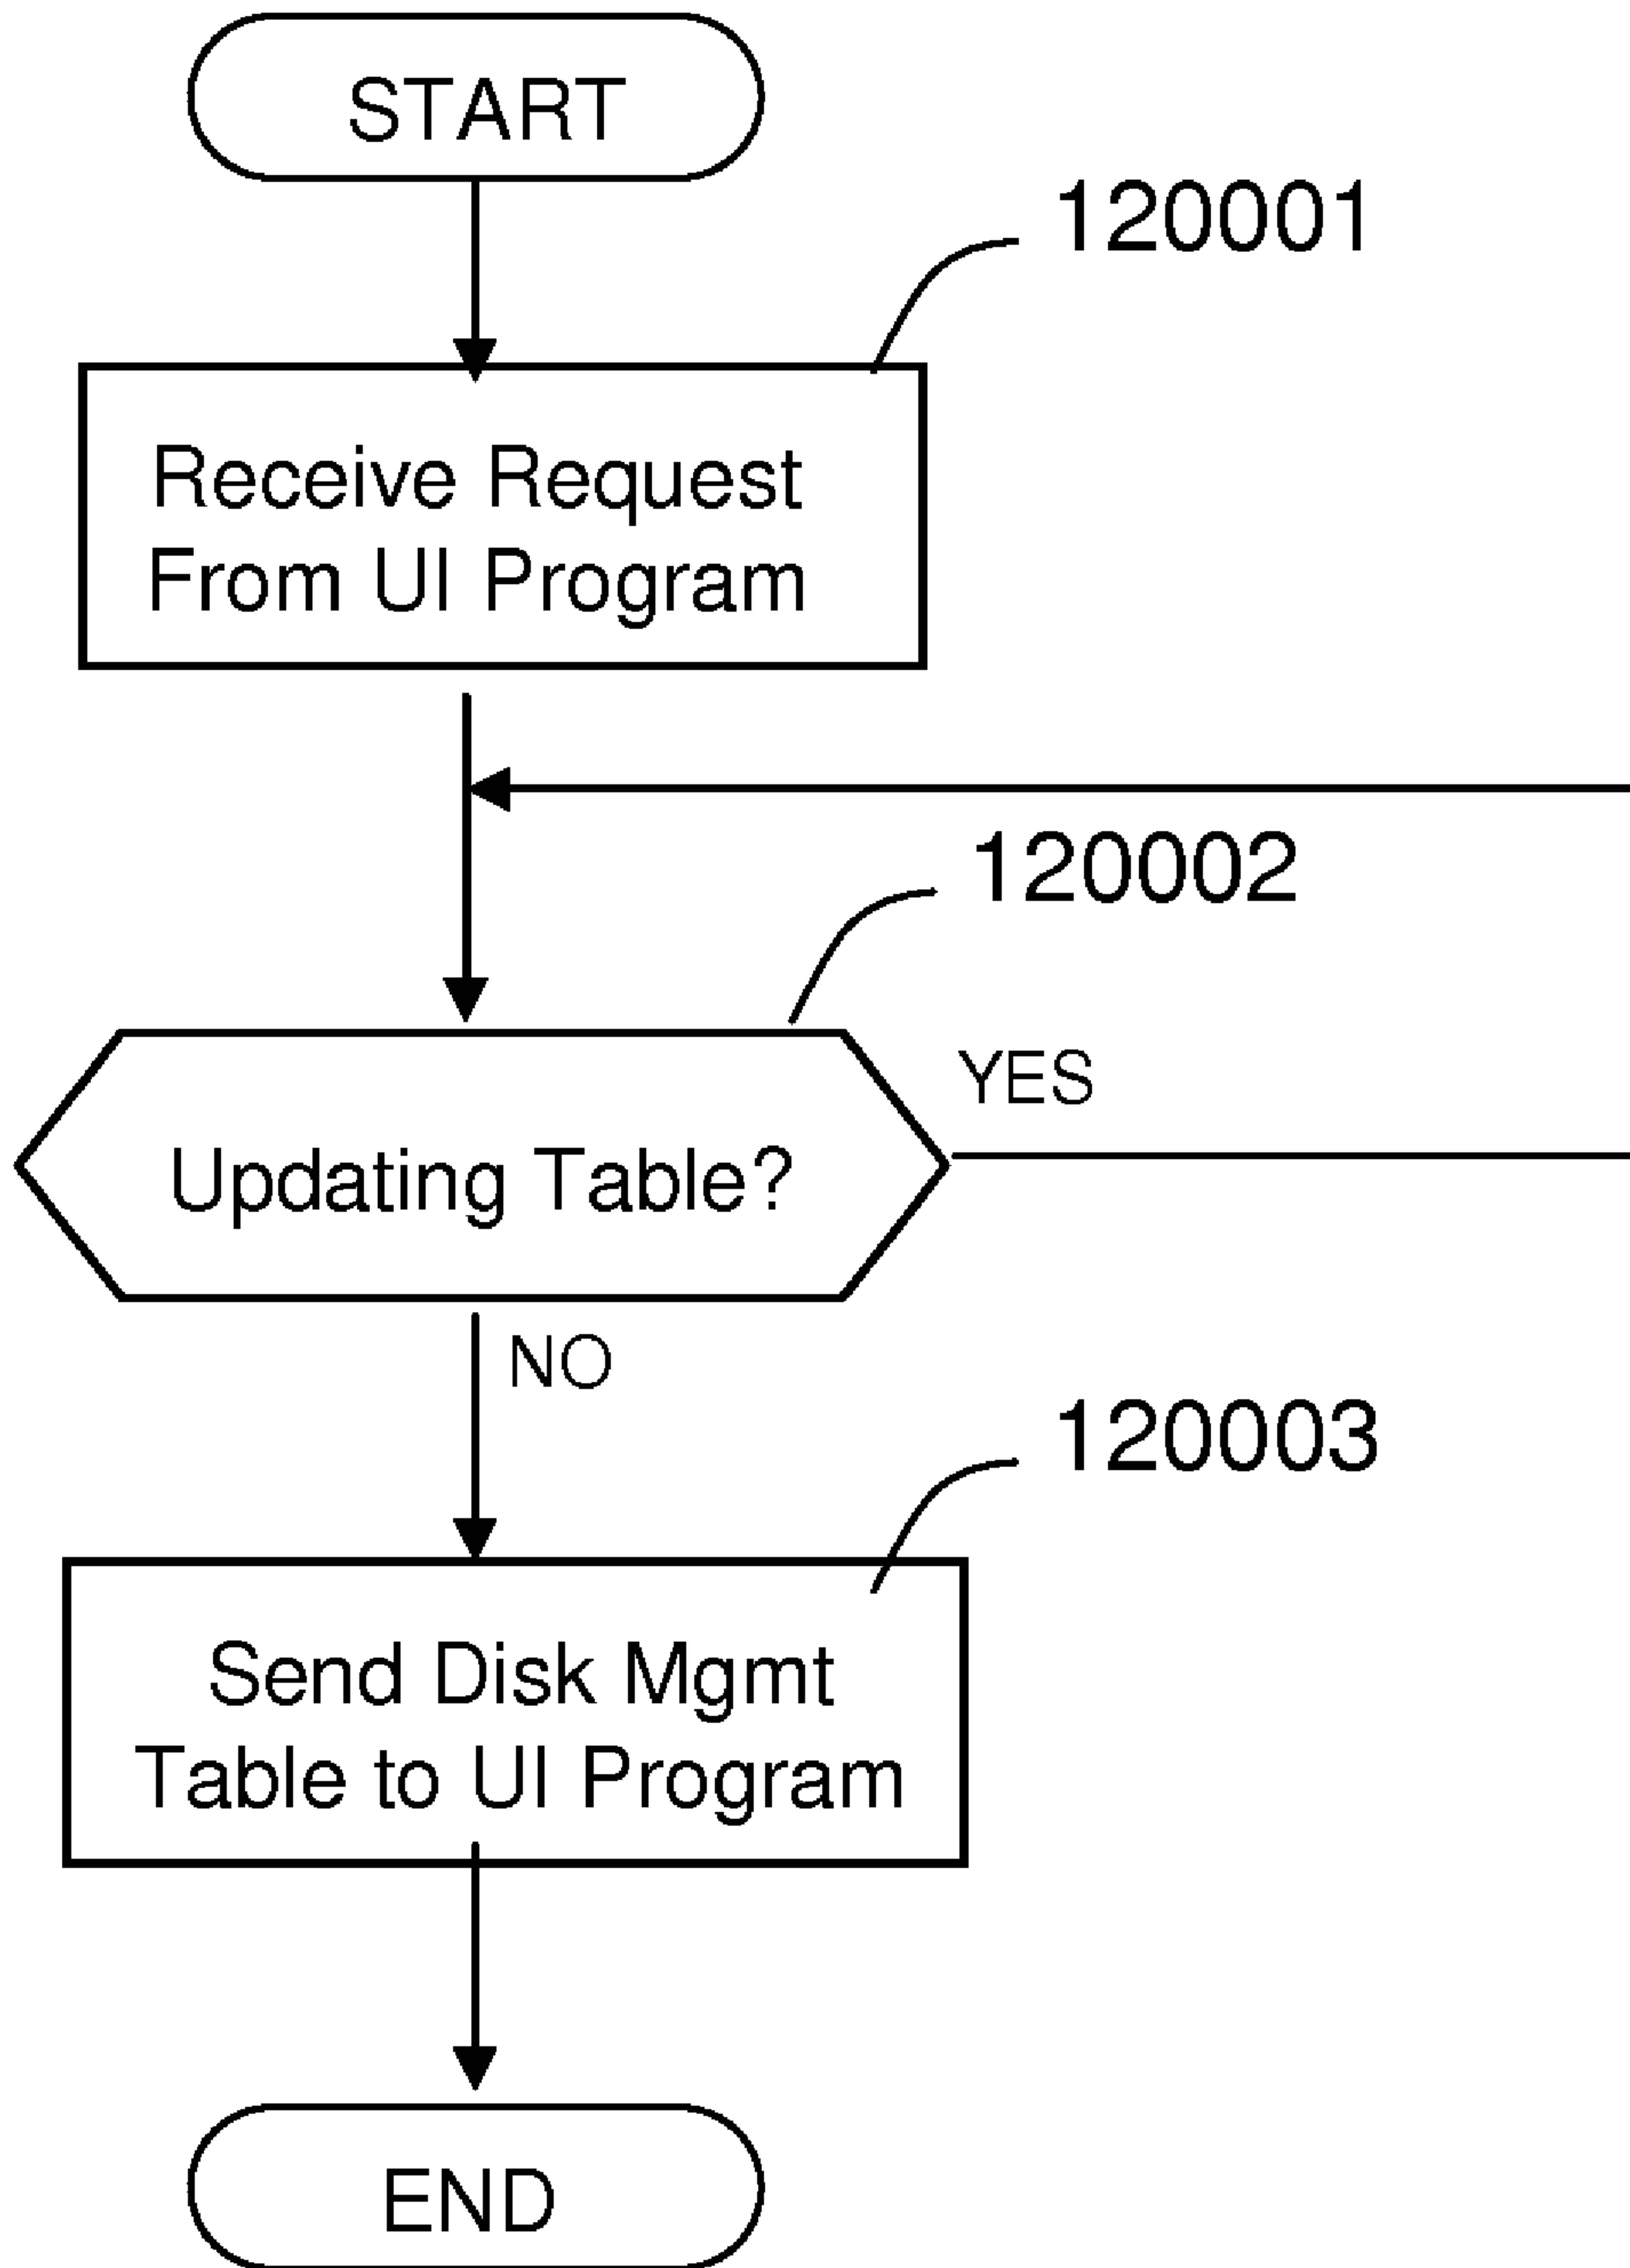 START
120001
Receive Request
From UI Program
120002
YES
Updating Table?
NO
120003
Send Disk Mgmt
Table to UI Program
END